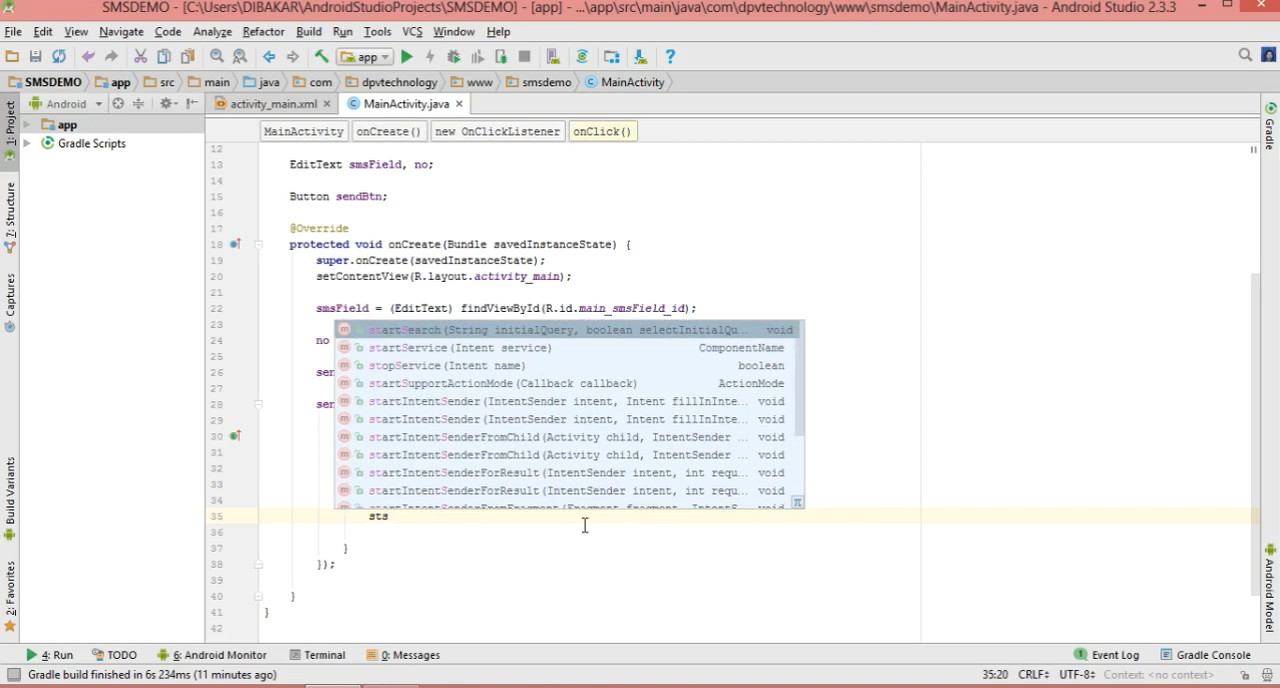 SMSDEMO - [C:\Users\DIBAKAR\AndroidStudioProjects\SMSDEMO] - [app] - ...\app\src\main\java\com\dpvtechnology\www\smsdemo\MainActivity.java - Android Studio 2.3.3
File Edit View Navigate Code Analyze Refactor Build Run Tools VCS Window Help
app
SMSDEMO app src main java com dpvtechnology www smsdemo MainActivity
Android activity_main.xml MainActivity.java
MainActivity onCreate() new OnClickListener onClick()
1: Project
7: Structure
Captures
Build Variants
2: Favorites
app
Gradle Scripts
12
13 EditText smsField, no;
14
15 Button sendBtn;
16
17 @Override
18 protected void onCreate(Bundle savedInstanceState) {
19 super.onCreate(savedInstanceState);
20 setContentView(R.layout.activity_main);
21
22 smsField = (EditText) findViewById(R.id.main_smsField_id);
23 startSearch(String initialQuery, boolean selectInitialQu... void
24 no startService(Intent service) ComponentName
25 stopService(Intent name) boolean
26 sen startSupportActionMode(Callback callback) ActionMode
27 startIntentSender(IntentSender intent, Intent fillInInte... void
28 sen startIntentSender(IntentSender intent, Intent fillInInte... void
29 startIntentSenderFromChild(Activity child, IntentSender ... void
30 startIntentSenderFromChild(Activity child, IntentSender ... void
31 startIntentSenderForResult(IntentSender intent, int requ... void
32 startIntentSenderForResult(IntentSender intent, int requ... void
33 startIntentSenderFromFragment(Fragment fragment, IntentS... void
34
35 sts
36
37 }
38 });
39
40 }
41 }
42
Gradle
Android Model
4: Run TODO 6: Android Monitor Terminal 0: Messages 1 Event Log Gradle Console
Gradle build finished in 6s 234ms (11 minutes ago) 35:20 CRLF UTF-8 Context: <no context>